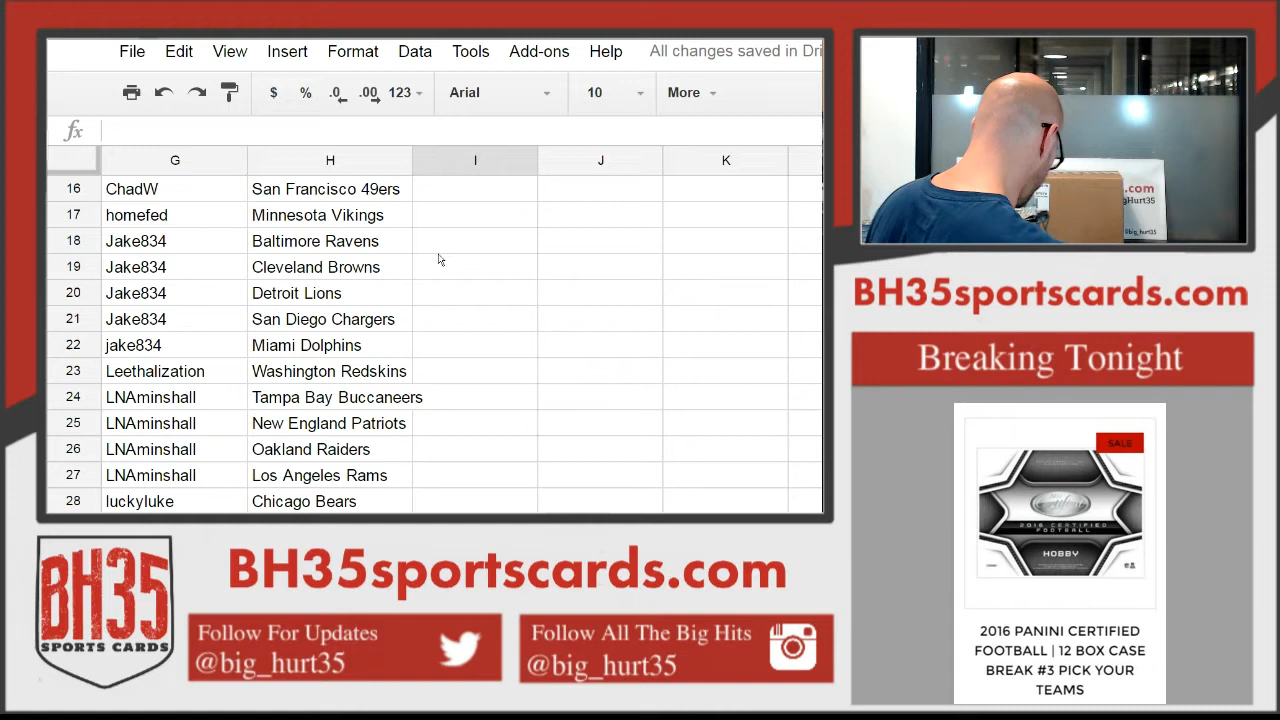 File Edit View Insert Format Data Tools Add-ons Help All changes saved in Dri
$ % .0 .00 123 Arial 10 More
fx
G H I J K
16 ChadW San Francisco 49ers
17 homefed Minnesota Vikings
18 Jake834 Baltimore Ravens
19 Jake834 Cleveland Browns
20 Jake834 Detroit Lions
21 Jake834 San Diego Chargers
22 jake834 Miami Dolphins
23 Leethalization Washington Redskins
24 LNAminshall Tampa Bay Buccaneers
25 LNAminshall New England Patriots
26 LNAminshall Oakland Raiders
27 LNAminshall Los Angeles Rams
28 luckyluke Chicago Bears
s.com
gHurt35
@big_hurt35
BH35sportscards.com
Breaking Tonight
SALE
CERTIFIED
2016 CERTIFIED
FOOTBALL
HOBBY
2016 PANINI CERTIFIED
FOOTBALL | 12 BOX CASE
BREAK #3 PICK YOUR
TEAMS
BH35
SPORTS CARDS
BH35sportscards.com
Follow For Updates
@big_hurt35
Follow All The Big Hits
@big_hurt35